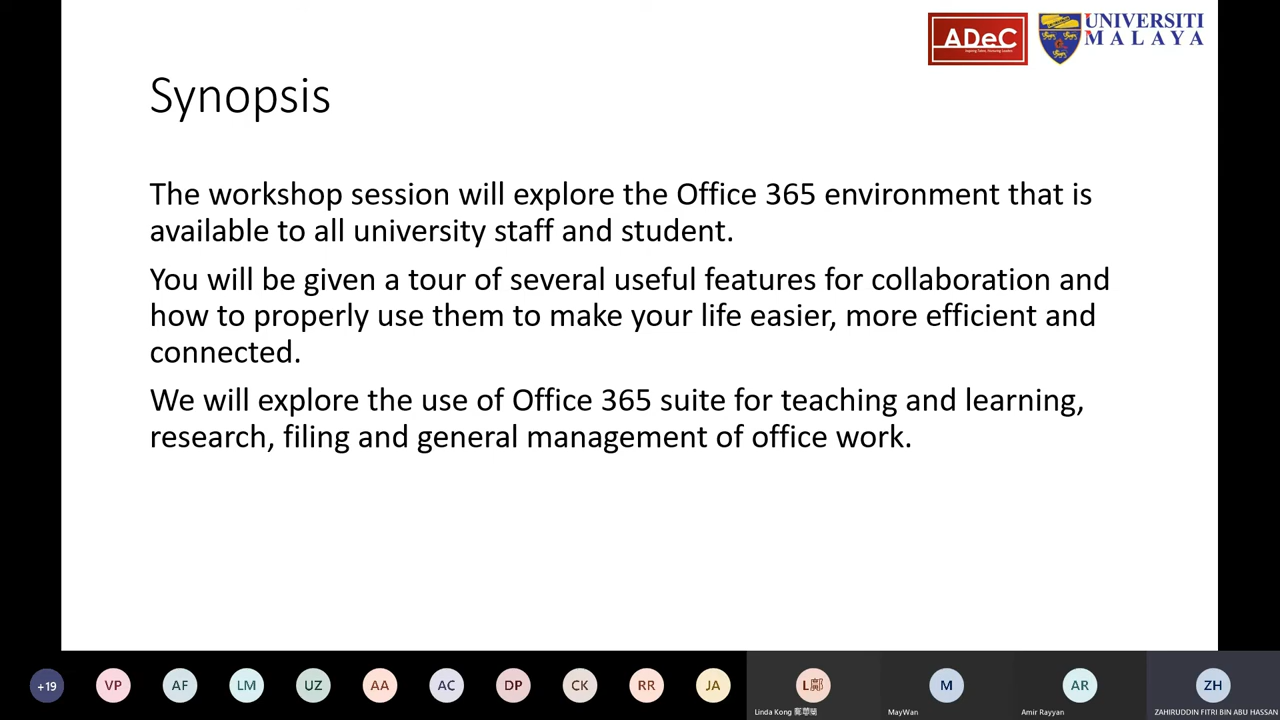 ADeC
UNIVERSITI
MALAYA
Synopsis
The workshop session will explore the Office 365 environment that is
available to all university staff and student.
You will be given a tour of several useful features for collaboration and
how to properly use them to make your life easier, more efficient and
connected.
We will explore the use of Office 365 suite for teaching and learning,
research, filing and general management of office work.
+19
VP
AF
LM
UZ
AA
AC
DP
CK
RR
JA
L鄺
M
AR
ZH
Linda Kong
MayWan
Amir Rayyan
ZAHIRUDDIN FITRI BIN ABU HASSAN